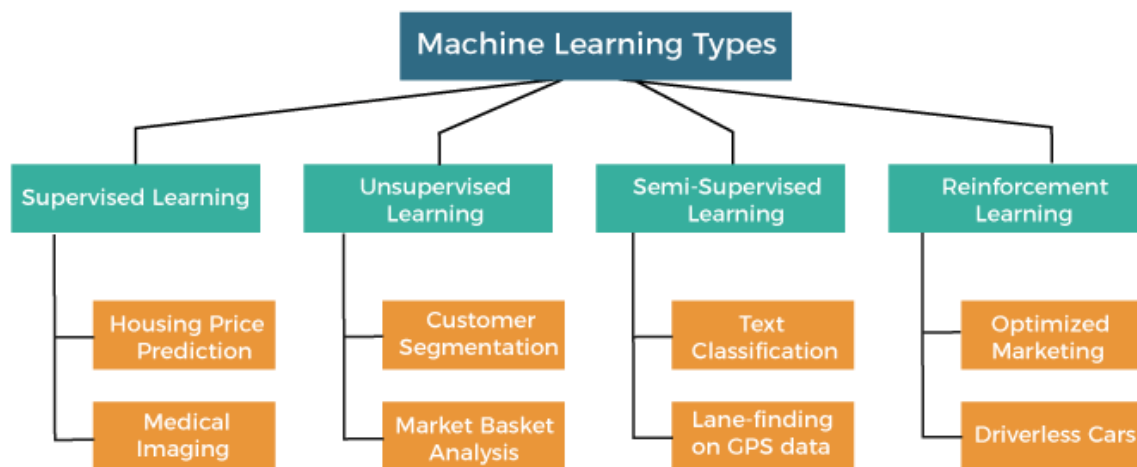 Machine Learning Types
Supervised Learning
Unsupervised
Learning
Semi-Supervised
Learning
Reinforcement
Learning
Housing Price
Prediction
Customer
Segmentation
Text
Classification
Optimized
Marketing
Medical
Imaging
Market Basket
Analysis
Lane-finding
on GPS data
Driverless Cars